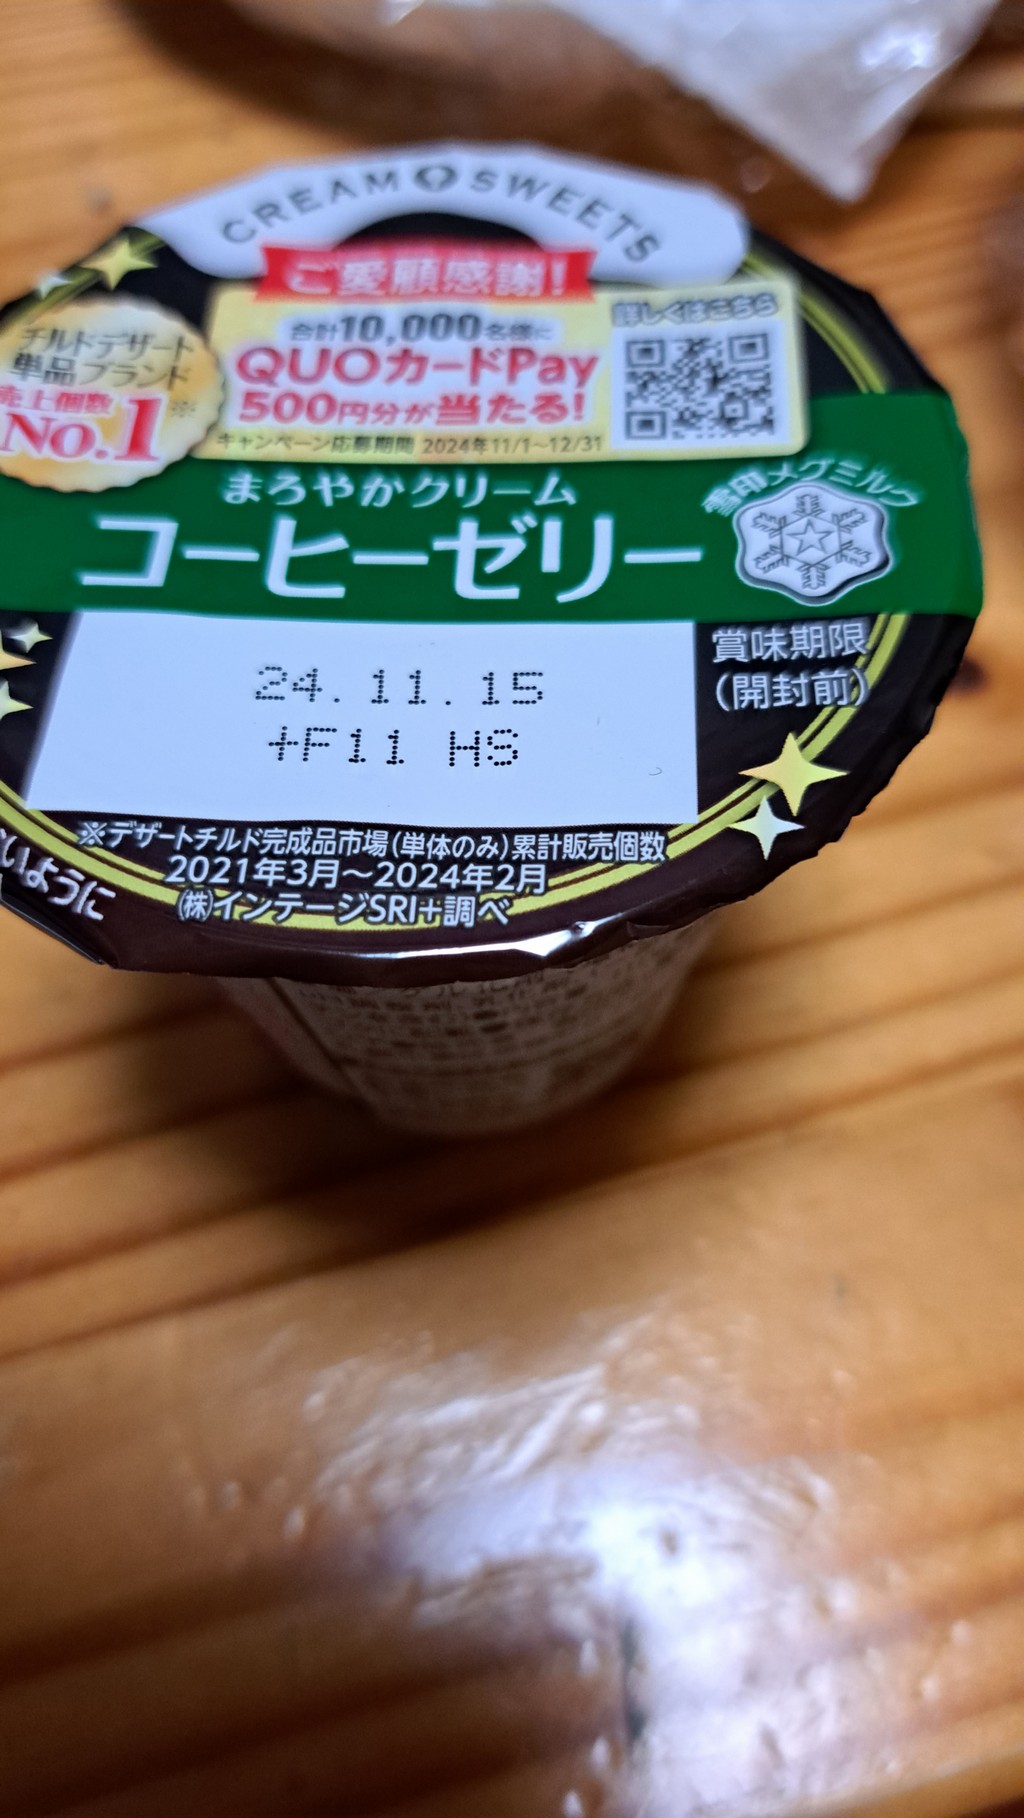 CREAM SWEETS
ご愛顧感謝!
合計10,000名様に
QUOカードPay
500円分が当たる!
キャンペーン応募期間 2024年11/1~12/31
詳しくはこちら
チルドデザート
単品ブランド
売上個数※
No.1
まろやかクリーム
コーヒーゼリー
雪印メグミルク
24.11.15
+F11 HS
賞味期限
(開封前)
※デザートチルド完成品市場(単体のみ)累計販売個数
2021年3月~2024年2月
㈱インテージSRI+調べ
いように